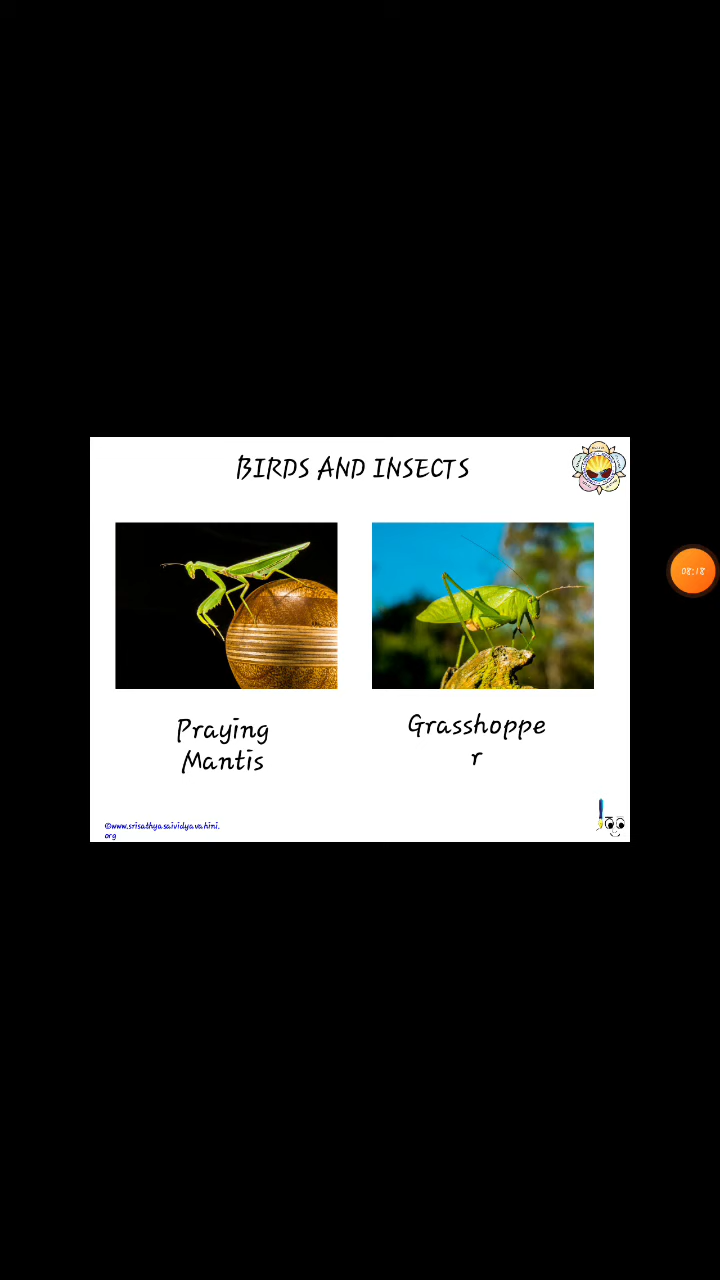 BIRDS AND INSECTS
Praying
Mantis
Grasshoppe
r
©www.srisathyasaividyavahini.
org
08:18